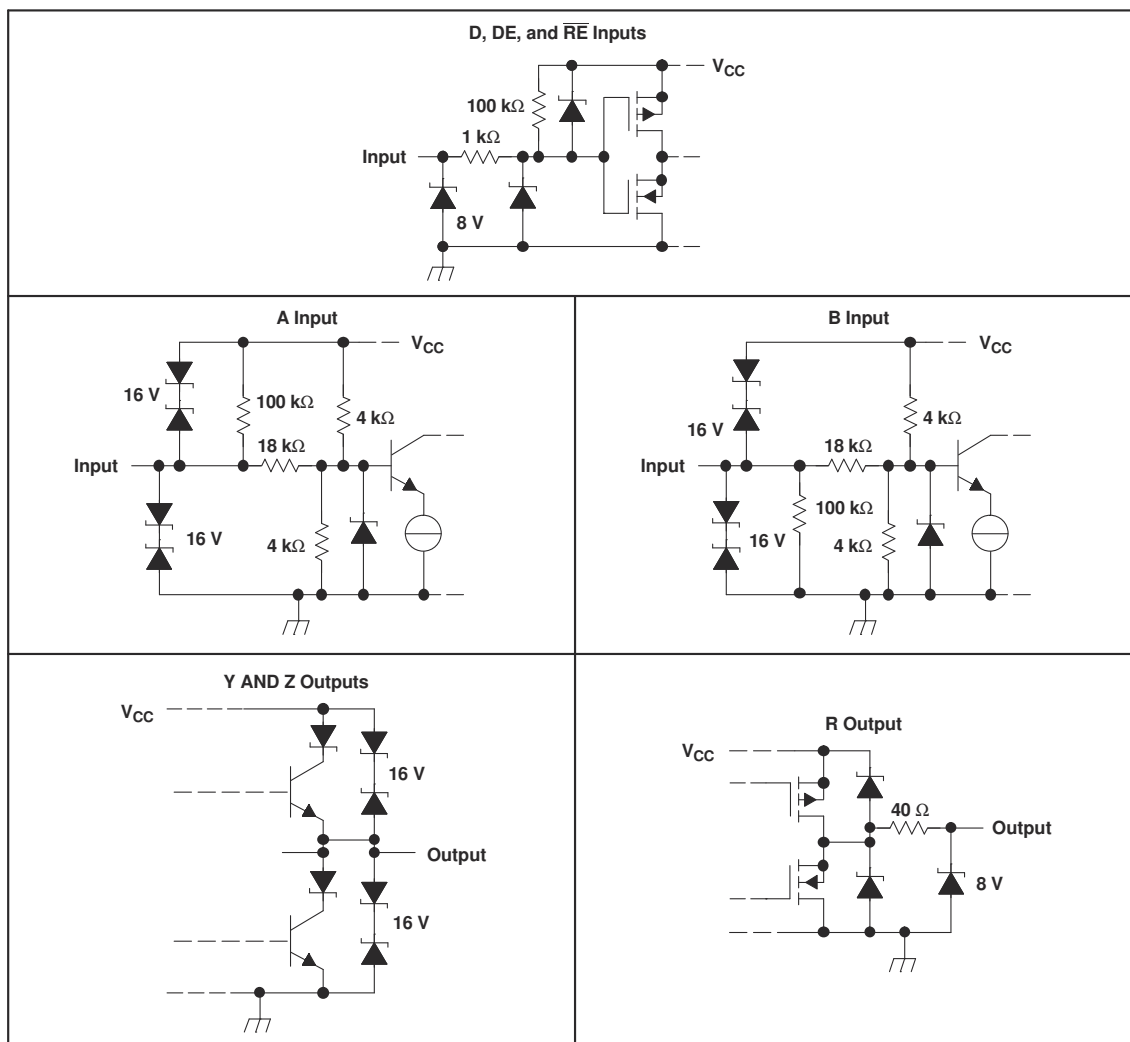 D, DE, and R̅E̅ Inputs
V_CC
100 kΩ
1 kΩ
Input
8 V
A Input
V_CC
16 V
100 kΩ
4 kΩ
18 kΩ
Input
16 V
4 kΩ
B Input
V_CC
16 V
4 kΩ
18 kΩ
Input
100 kΩ
16 V
4 kΩ
Y AND Z Outputs
V_CC
16 V
Output
16 V
R Output
V_CC
40 Ω
Output
8 V